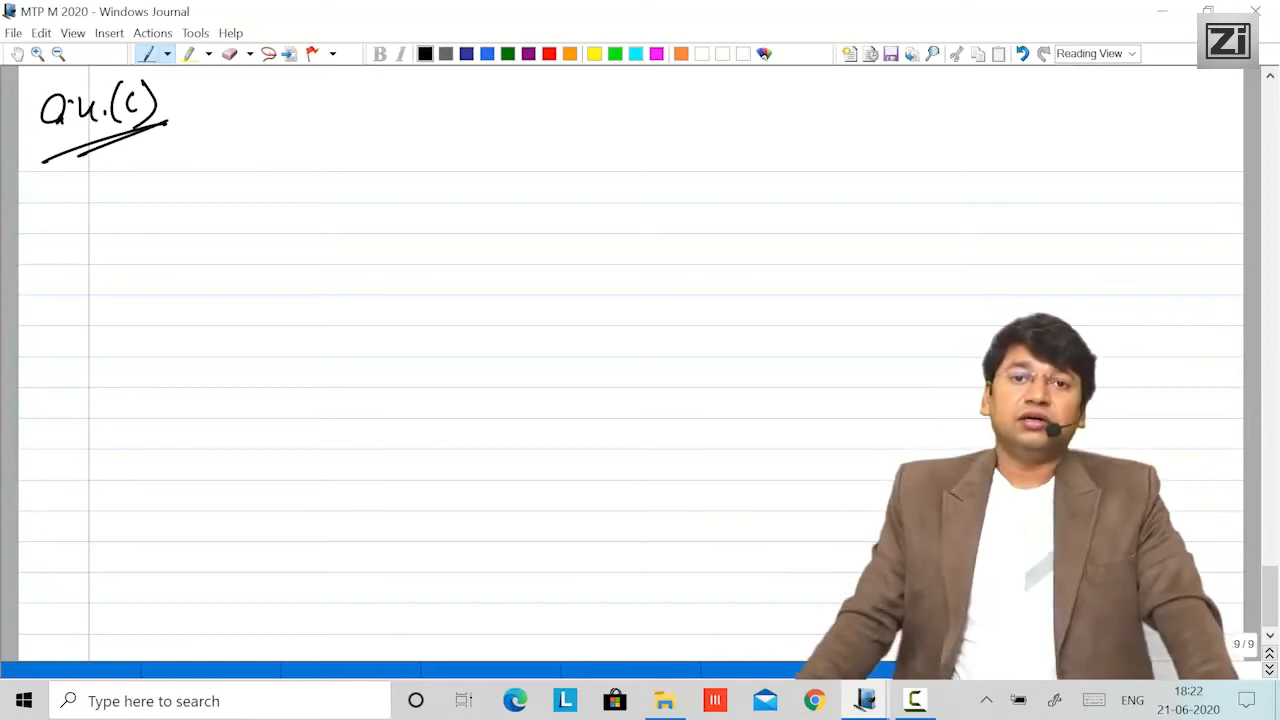 MTP M 2020 - Windows Journal
Zi
File Edit View Insert Actions Tools Help
B I
Reading View
Q.4.(c)
9 / 9
Type here to search
L
ENG
18:22
21-06-2020